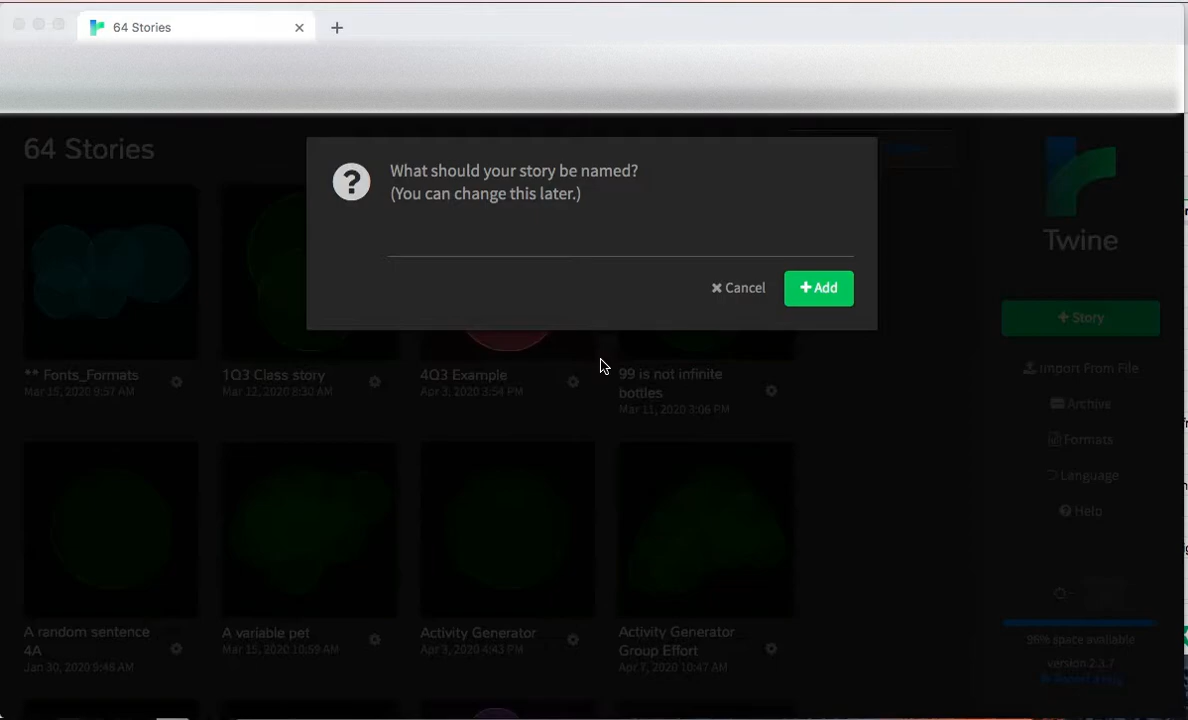 64 Stories
64 Stories
What should your story be named?
(You can change this later.)
Cancel
Add
Twine
Story
Import From File
Archive
Formats
Language
Help
** Fonts_Formats
Mar 15, 2020 9:57 AM
1Q3 Class story
Mar 12, 2020 8:30 AM
4Q3 Example
Apr 3, 2020 3:54 PM
99 is not infinite
bottles
Mar 11, 2020 3:06 PM
A random sentence
4A
Jan 30, 2020 9:48 AM
A variable pet
Mar 15, 2020 10:59 AM
Activity Generator
Apr 3, 2020 4:43 PM
Activity Generator
Group Effort
Apr 7, 2020 10:47 AM
96% space available
version 2.3.7
Report a bug